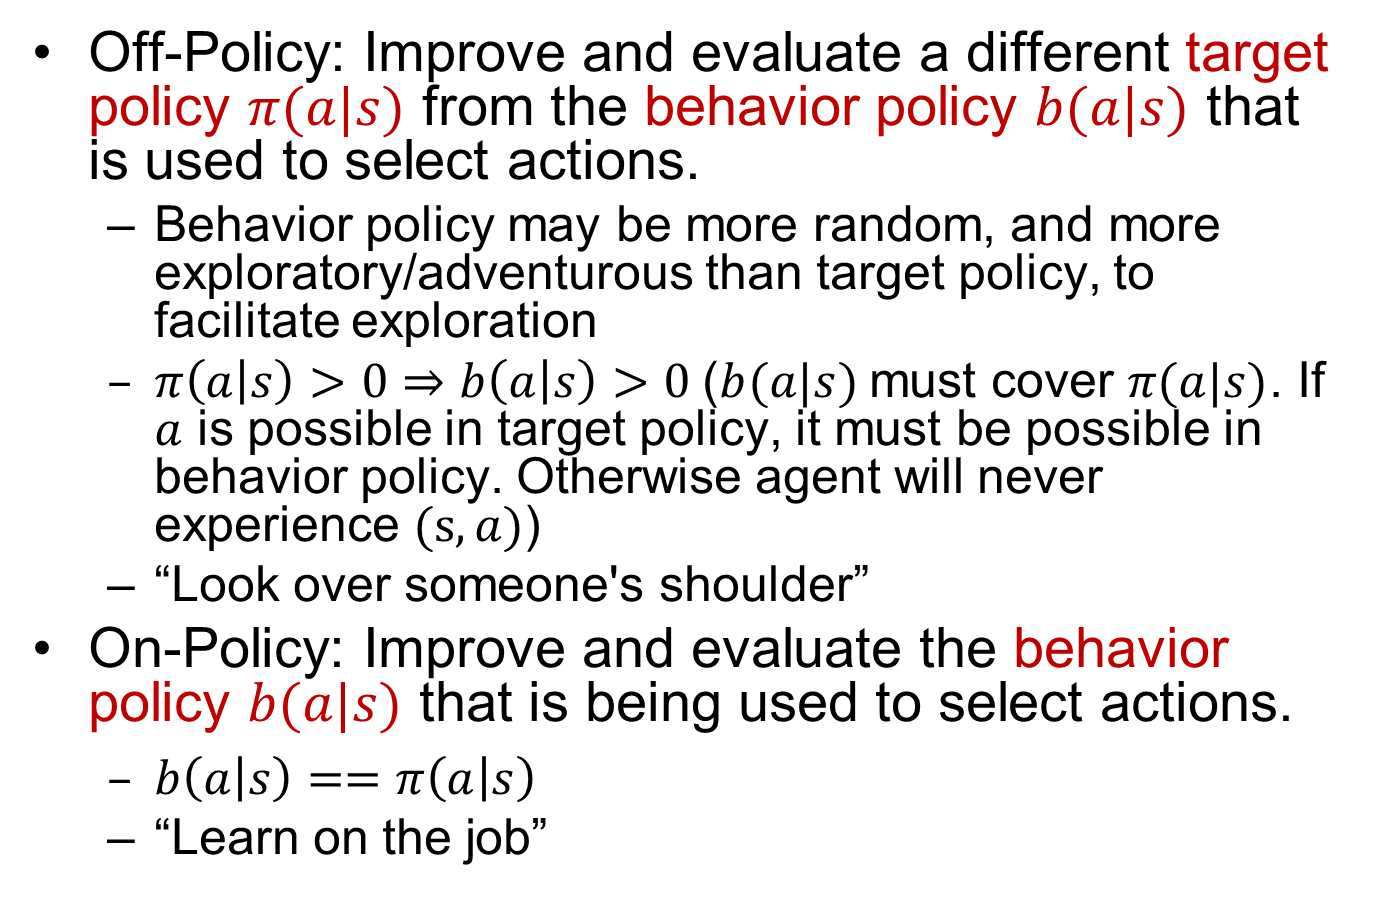 • Off-Policy: Improve and evaluate a different target
policy π(a|s) from the behavior policy b(a|s) that
is used to select actions.
– Behavior policy may be more random, and more
exploratory/adventurous than target policy, to
facilitate exploration
– π(a|s) > 0 ⇒ b(a|s) > 0 (b(a|s) must cover π(a|s). If
a is possible in target policy, it must be possible in
behavior policy. Otherwise agent will never
experience (s, a))
– “Look over someone's shoulder”
• On-Policy: Improve and evaluate the behavior
policy b(a|s) that is being used to select actions.
– b(a|s) == π(a|s)
– “Learn on the job”